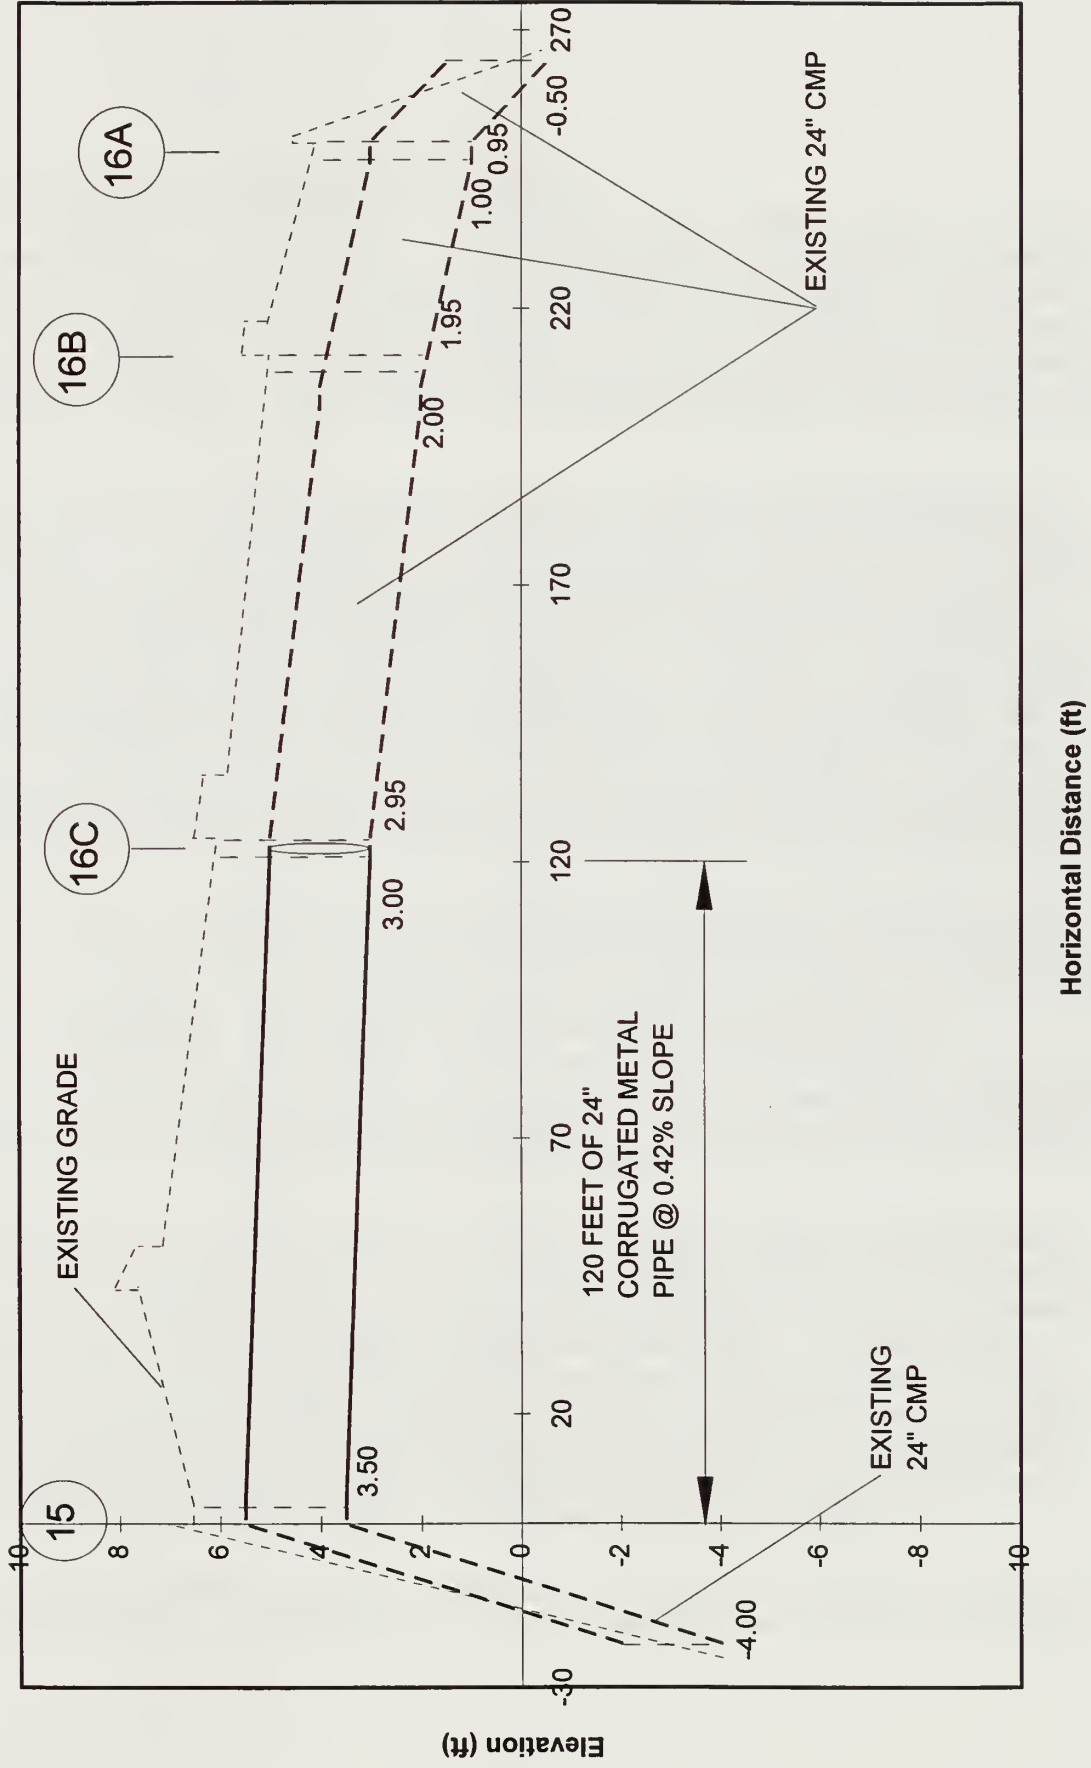 15
16C
16B
16A
EXISTING GRADE
10
8
6
4
2
0
-2
-4
-6
-8
10
-30
20
70
120
170
220
270
3.50
3.00
2.95
2.00
1.95
1.00
0.95
-0.50
-4.00
120 FEET OF 24"
CORRUGATED METAL
PIPE @ 0.42% SLOPE
EXISTING
24" CMP
EXISTING 24" CMP
Elevation (ft)
Horizontal Distance (ft)